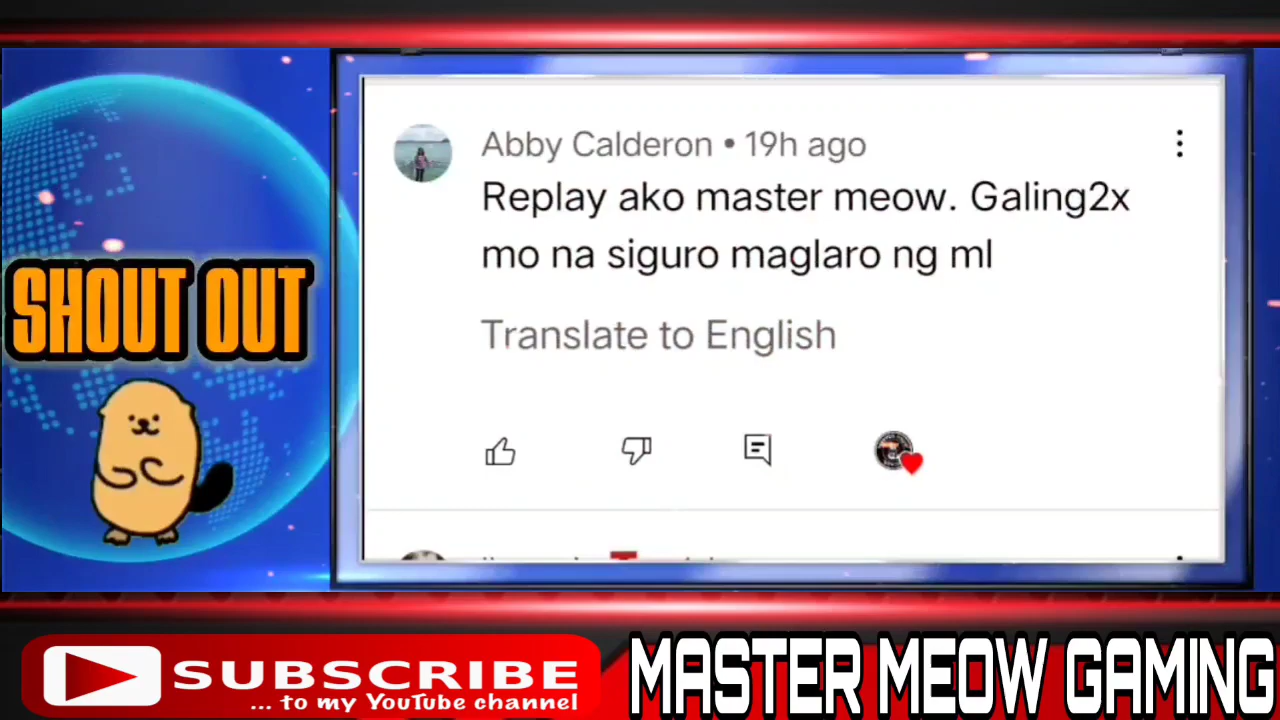 Abby Calderon • 19h ago
Replay ako master meow. Galing2x
mo na siguro maglaro ng ml
Translate to English
SHOUT OUT
SUBSCRIBE
... to my YouTube channel
MASTER MEOW GAMING